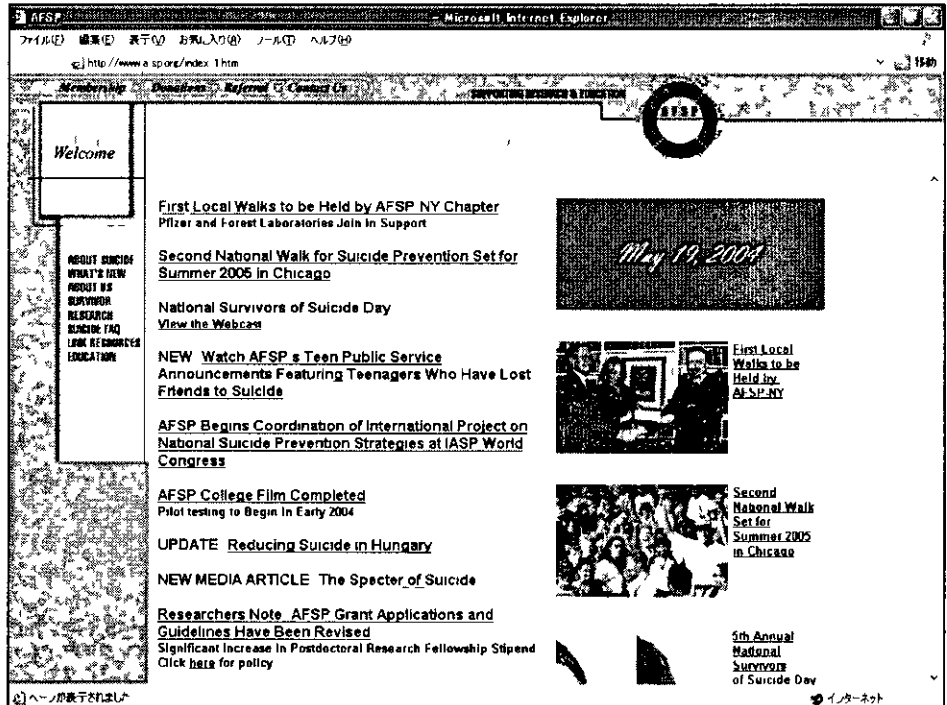 AFSP - Microsoft Internet Explorer
ファイル(F) 編集(E) 表示(V) お気に入り(A) ツール(T) ヘルプ(H)
Membership Donations Referral Contact Us
SUPPORTING RESEARCH & EDUCATION
AFSP
Welcome
ABOUT SUICIDE
WHAT'S NEW
ABOUT US
SURVIVOR
RESEARCH
SUICIDE FAQ
LINK RESOURCES
EDUCATION
First Local Walks to be Held by AFSP NY Chapter
Pfizer and Forest Laboratories Join in Support
Second National Walk for Suicide Prevention Set for
Summer 2005 in Chicago
National Survivors of Suicide Day
View the Webcast
NEW Watch AFSP s Teen Public Service
Announcements Featuring Teenagers Who Have Lost
Friends to Suicide
AFSP Begins Coordination of International Project on
National Suicide Prevention Strategies at IASP World
Congress
AFSP College Film Completed
Pilot testing to Begin in Early 2004
UPDATE Reducing Suicide in Hungary
NEW MEDIA ARTICLE The Specter of Suicide
Researchers Note AFSP Grant Applications and
Guidelines Have Been Revised
Significant Increase in Postdoctoral Research Fellowship Stipend
Click here for policy
May 19, 2004
First Local
Walks to be
Held by
AFSP-NY
Second
National Walk
Set for
Summer 2005
in Chicago
5th Annual
National
Survivors
of Suicide Day
ページが表示されました
インターネット